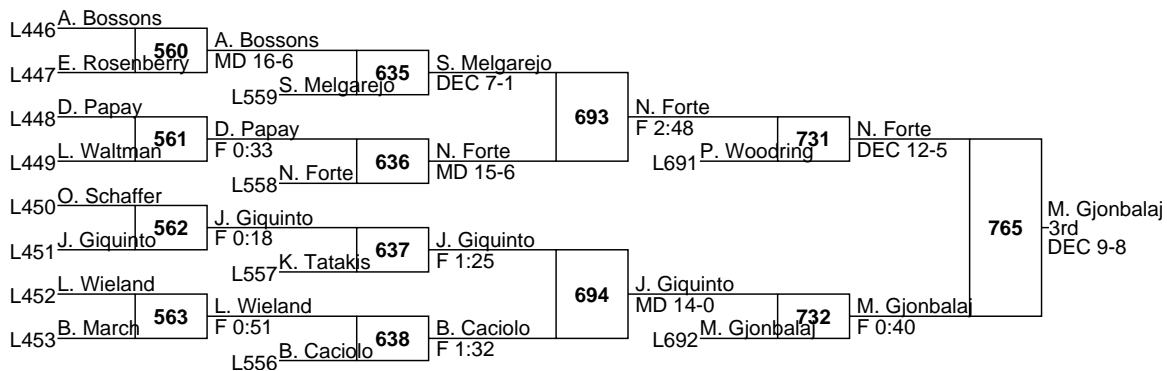 L446
A. Bossons
560
L447
E. Rosenberry
A. Bossons
MD 16-6
635
L559
S. Melgarejo
S. Melgarejo
DEC 7-1
L448
D. Papay
561
L449
L. Waltman
D. Papay
F 0:33
636
L558
N. Forte
N. Forte
MD 15-6
693
N. Forte
F 2:48
731
L691
P. Woodring
N. Forte
DEC 12-5
L450
O. Schaffer
562
L451
J. Giquinto
J. Giquinto
F 0:18
637
L557
K. Tatakis
J. Giquinto
F 1:25
L452
L. Wieland
563
L453
B. March
L. Wieland
F 0:51
638
L556
B. Caciolo
B. Caciolo
F 1:32
694
J. Giquinto
MD 14-0
732
L692
M. Gjonbalaj
M. Gjonbalaj
F 0:40
765
M. Gjonbalaj
3rd
DEC 9-8